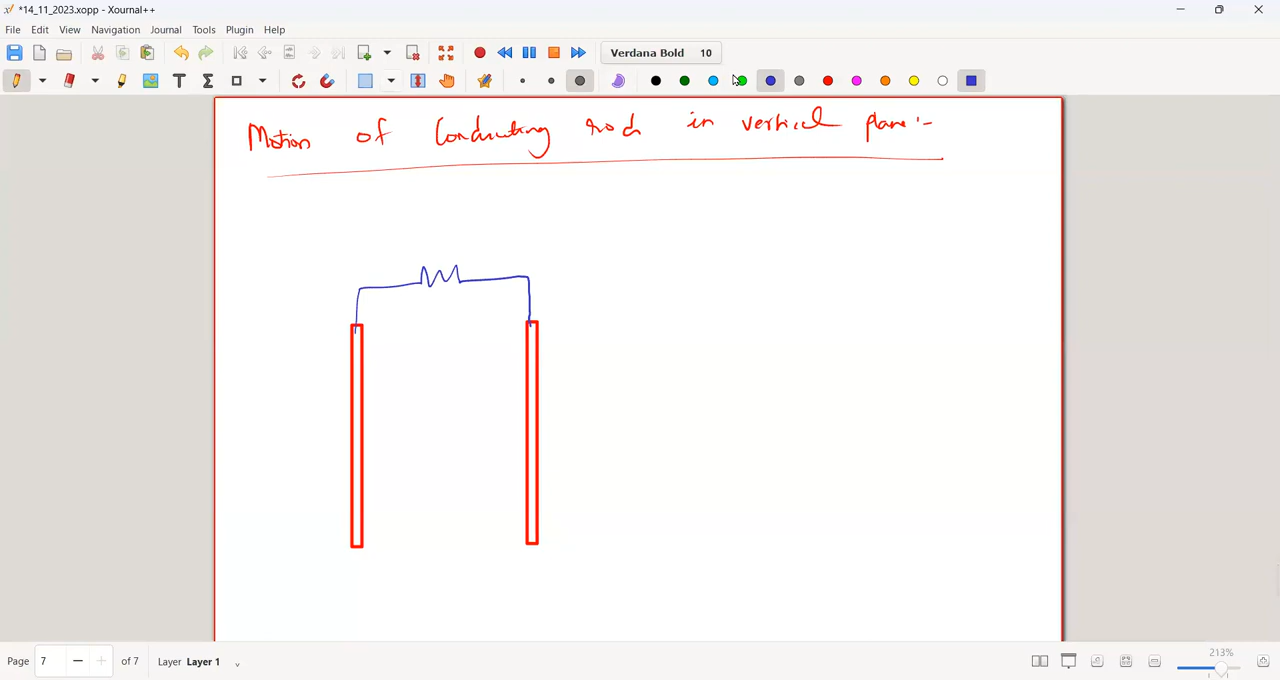 *14_11_2023.xopp - Xournal++
File Edit View Navigation Journal Tools Plugin Help
Verdana Bold 10
Motion of Conducting rod in vertical plane:-
Page 7 of 7 Layer Layer 1
213%